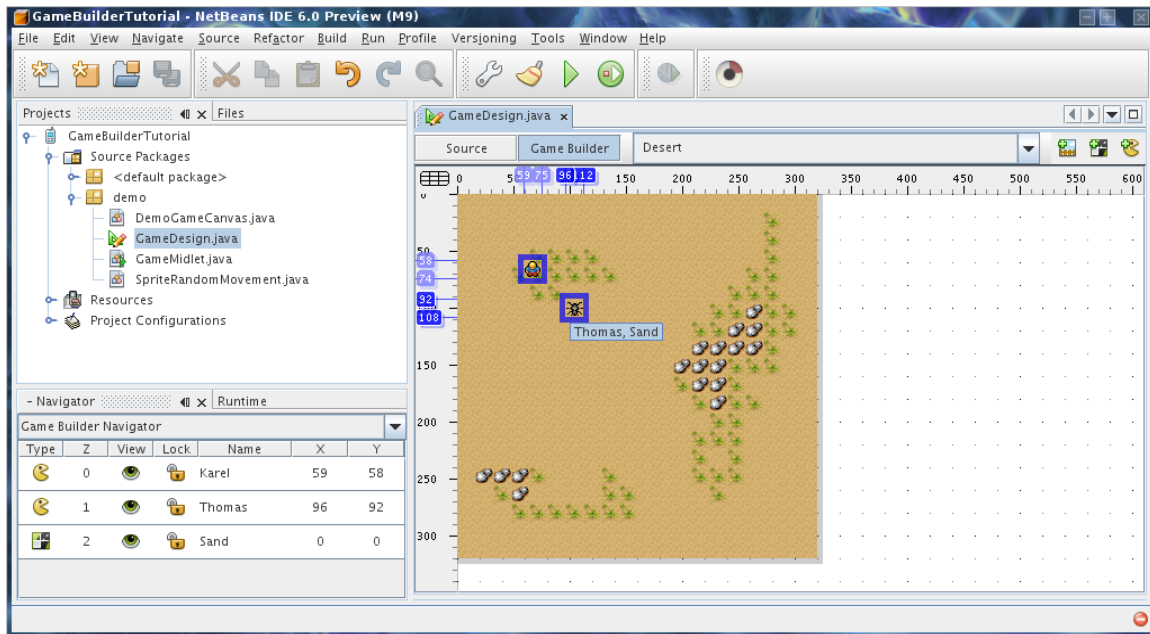 GameBuilderTutorial - NetBeans IDE 6.0 Preview (M9)
File Edit View Navigate Source Refactor Build Run Profile Versioning Tools Window Help
Projects Files
GameBuilderTutorial
Source Packages
<default package>
demo
DemoGameCanvas.java
GameDesign.java
GameMidlet.java
SpriteRandomMovement.java
Resources
Project Configurations
- Navigator Runtime
Game Builder Navigator
Type Z View Lock Name X Y
0 Karel 59 58
1 Thomas 96 92
2 Sand 0 0
GameDesign.java
Source Game Builder Desert
0 59 75 96 112 150 200 250 300 350 400 450 500 550 600
0
50
58
74
92
108
150
200
250
300
Thomas, Sand